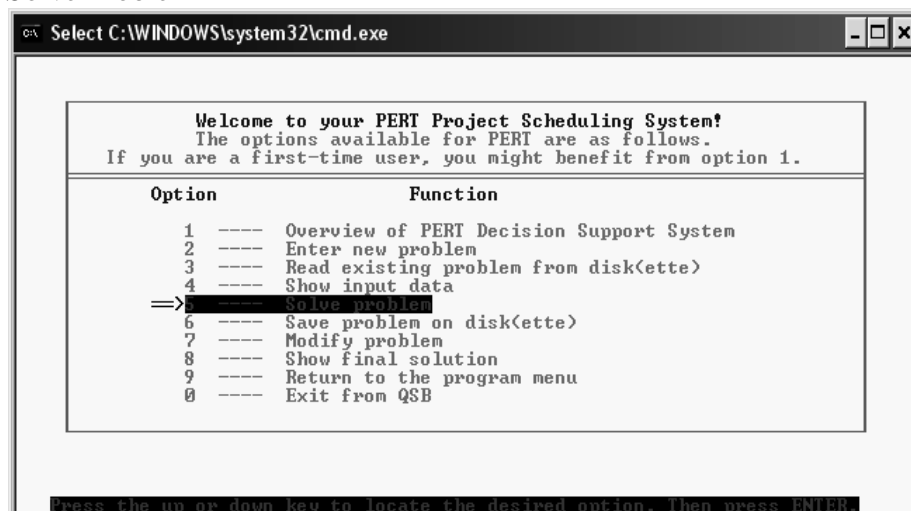 Select C:\WINDOWS\system32\cmd.exe
Welcome to your PERT Project Scheduling System!
The options available for PERT are as follows.
If you are a first-time user, you might benefit from option 1.
Option Function
1 ---- Overview of PERT Decision Support System
2 ---- Enter new problem
3 ---- Read existing problem from disk(ette)
4 ---- Show input data
==>5 ---- Solve problem
6 ---- Save problem on disk(ette)
7 ---- Modify problem
8 ---- Show final solution
9 ---- Return to the program menu
0 ---- Exit from QSB
Press the up or down key to locate the desired option. Then press ENTER.